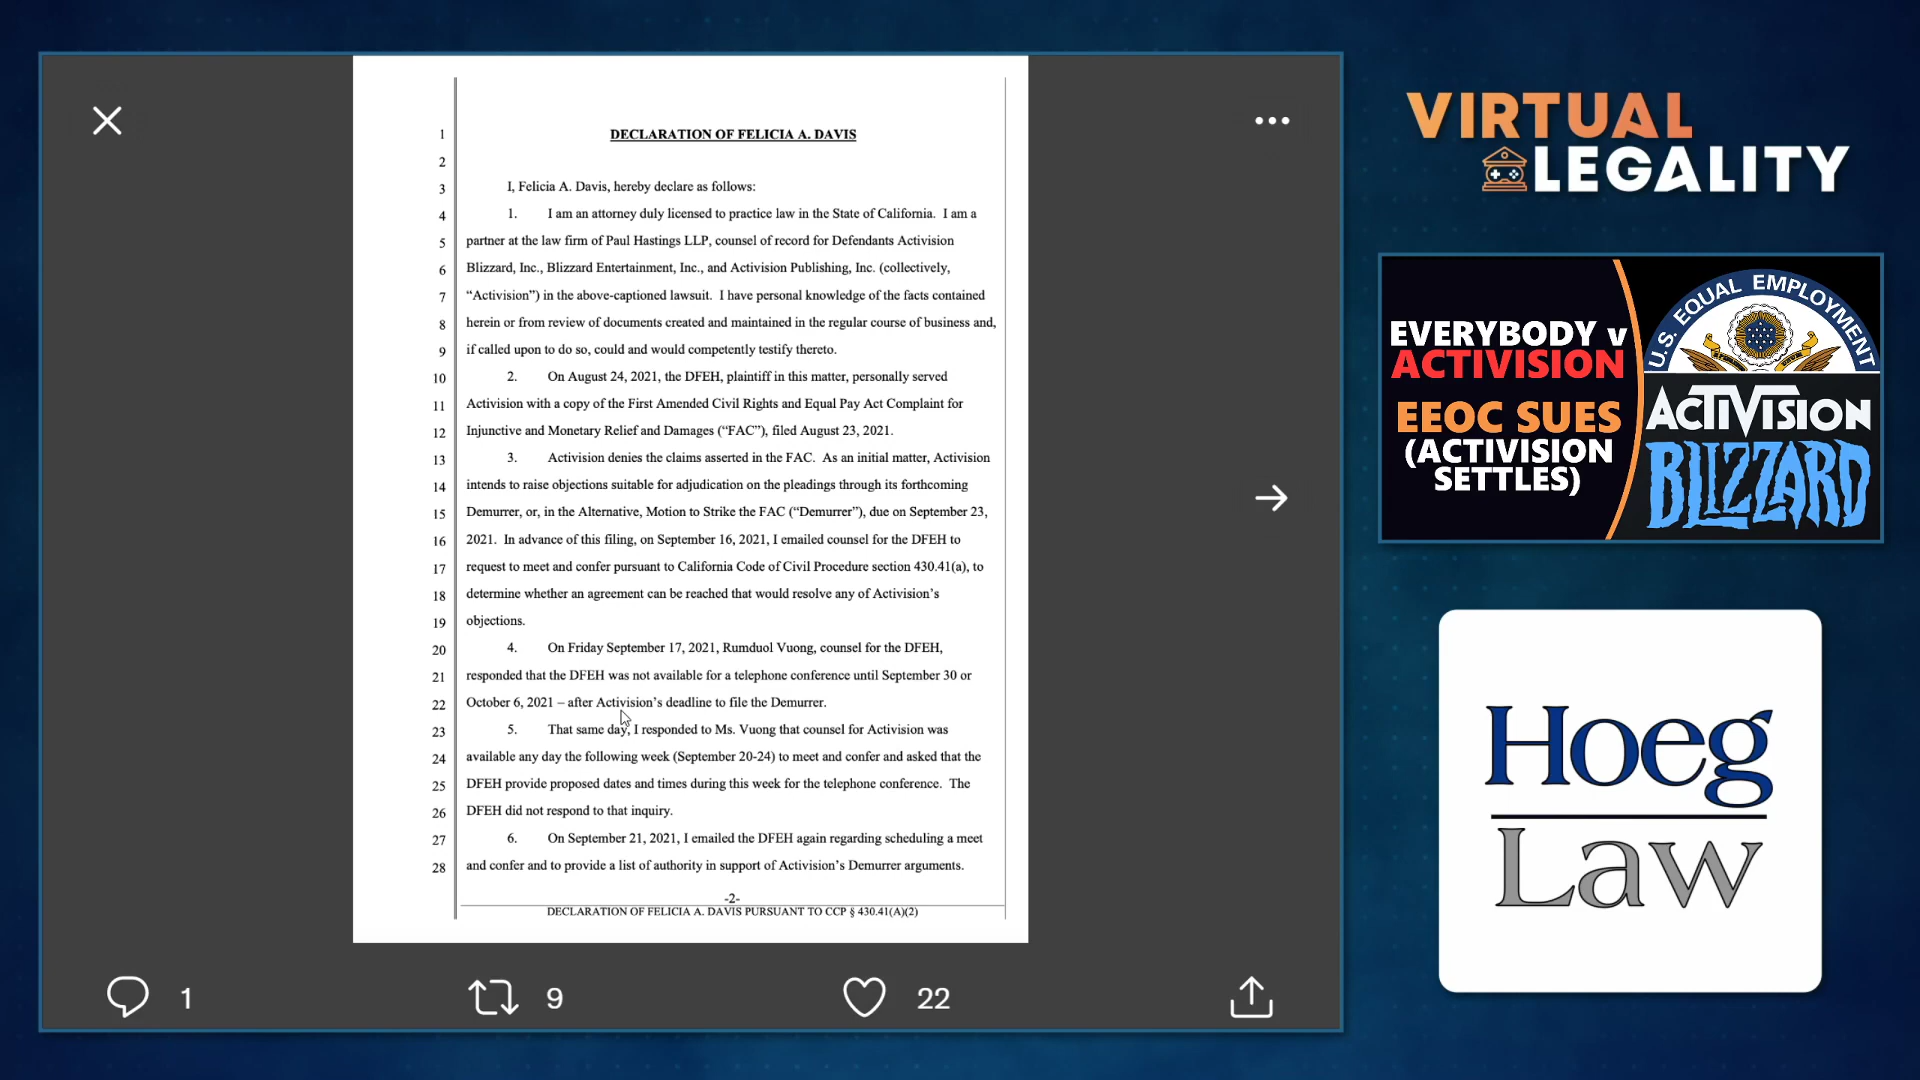 1 DECLARATION OF FELICIA A. DAVIS
2
3 I, Felicia A. Davis, hereby declare as follows:
4 1. I am an attorney duly licensed to practice law in the State of California. I am a
5 partner at the law firm of Paul Hastings LLP, counsel of record for Defendants Activision
6 Blizzard, Inc., Blizzard Entertainment, Inc., and Activision Publishing, Inc. (collectively,
7 “Activision”) in the above-captioned lawsuit. I have personal knowledge of the facts contained
8 herein or from review of documents created and maintained in the regular course of business and,
9 if called upon to do so, could and would competently testify thereto.
10 2. On August 24, 2021, the DFEH, plaintiff in this matter, personally served
11 Activision with a copy of the First Amended Civil Rights and Equal Pay Act Complaint for
12 Injunctive and Monetary Relief and Damages (“FAC”), filed August 23, 2021.
13 3. Activision denies the claims asserted in the FAC. As an initial matter, Activision
14 intends to raise objections suitable for adjudication on the pleadings through its forthcoming
15 Demurrer, or, in the Alternative, Motion to Strike the FAC (“Demurrer”), due on September 23,
16 2021. In advance of this filing, on September 16, 2021, I emailed counsel for the DFEH to
17 request to meet and confer pursuant to California Code of Civil Procedure section 430.41(a), to
18 determine whether an agreement can be reached that would resolve any of Activision’s
19 objections.
20 4. On Friday September 17, 2021, Rumduol Vuong, counsel for the DFEH,
21 responded that the DFEH was not available for a telephone conference until September 30 or
22 October 6, 2021 – after Activision’s deadline to file the Demurrer.
23 5. That same day, I responded to Ms. Vuong that counsel for Activision was
24 available any day the following week (September 20-24) to meet and confer and asked that the
25 DFEH provide proposed dates and times during this week for the telephone conference. The
26 DFEH did not respond to that inquiry.
27 6. On September 21, 2021, I emailed the DFEH again regarding scheduling a meet
28 and confer and to provide a list of authority in support of Activision’s Demurrer arguments.
-2-
DECLARATION OF FELICIA A. DAVIS PURSUANT TO CCP § 430.41(A)(2)
1 9 22
VIRTUAL
LEGALITY
EVERYBODY v
ACTIVISION
EEOC SUES
(ACTIVISION
SETTLES)
U.S. EQUAL EMPLOYMENT
ACTIVISION
BLIZZARD
Hoeg
Law